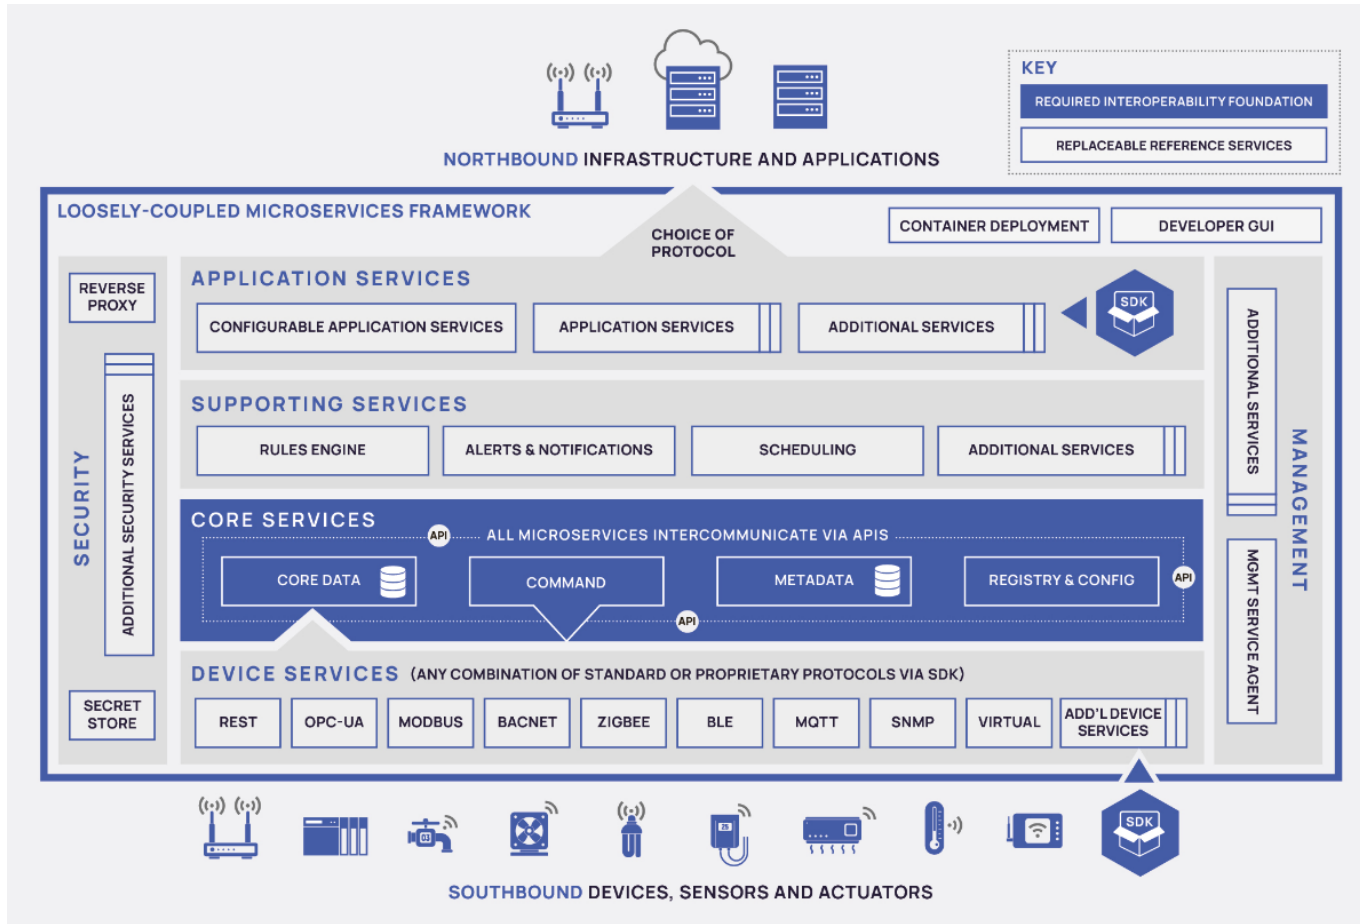 KEY
REQUIRED INTEROPERABILITY FOUNDATION
REPLACEABLE REFERENCE SERVICES
NORTHBOUND INFRASTRUCTURE AND APPLICATIONS
LOOSELY-COUPLED MICROSERVICES FRAMEWORK
CONTAINER DEPLOYMENT
DEVELOPER GUI
CHOICE OF
PROTOCOL
SECURITY
REVERSE
PROXY
ADDITIONAL SECURITY SERVICES
SECRET
STORE
APPLICATION SERVICES
CONFIGURABLE APPLICATION SERVICES
APPLICATION SERVICES
ADDITIONAL SERVICES
SDK
SUPPORTING SERVICES
RULES ENGINE
ALERTS & NOTIFICATIONS
SCHEDULING
ADDITIONAL SERVICES
CORE SERVICES
API
ALL MICROSERVICES INTERCOMMUNICATE VIA APIS
CORE DATA
COMMAND
METADATA
REGISTRY & CONFIG
API
API
DEVICE SERVICES (ANY COMBINATION OF STANDARD OR PROPRIETARY PROTOCOLS VIA SDK)
REST
OPC-UA
MODBUS
BACNET
ZIGBEE
BLE
MQTT
SNMP
VIRTUAL
ADD'L DEVICE
SERVICES
MANAGEMENT
ADDITIONAL SERVICES
MGMT SERVICE AGENT
SDK
SOUTHBOUND DEVICES, SENSORS AND ACTUATORS